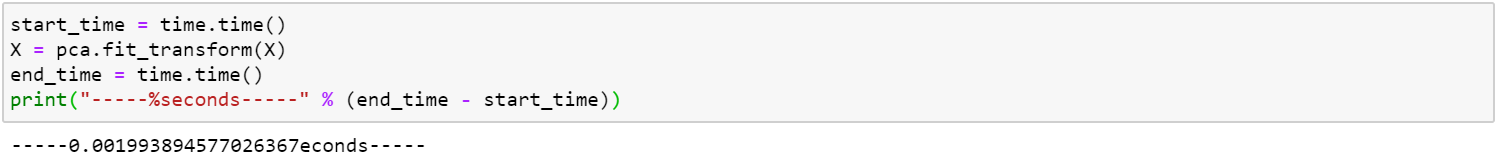 start_time = time.time()
X = pca.fit_transform(X)
end_time = time.time()
print("-----%seconds-----" % (end_time - start_time))
-----0.001993894577026367econds-----